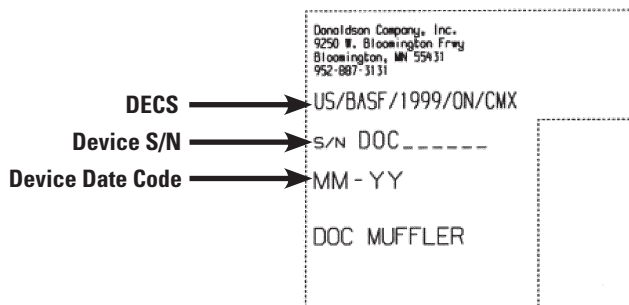 Donaldson Company, Inc.
9250 W. Bloomington Frwy
Bloomington, MN 55431
952-887-3131
DECS US/BASF/1999/ON/CMX
Device S/N S/N DOC______
Device Date Code MM-YY
DOC MUFFLER